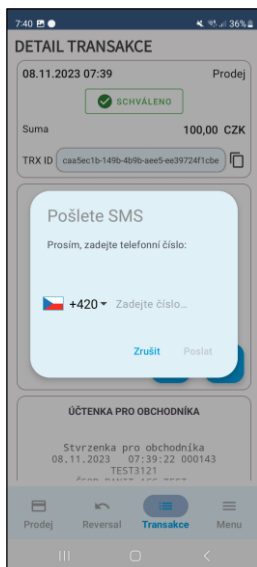 7:40 36%
DETAIL TRANSAKCE
08.11.2023 07:39 Prodej
SCHVÁLENO
Suma 100,00 CZK
TRX ID caa5ec1b-149b-4b9b-aee5-ee39724f1cbe
Pošlete SMS
Prosím, zadejte telefonní číslo:
+420 Zadejte číslo...
Zrušit Poslat
ÚČTENKA PRO OBCHODNÍKA
Stvrzenka pro obchodníka
08.11.2023 07:39:22 000143
TEST3121
Prodej Reversal Transakce Menu